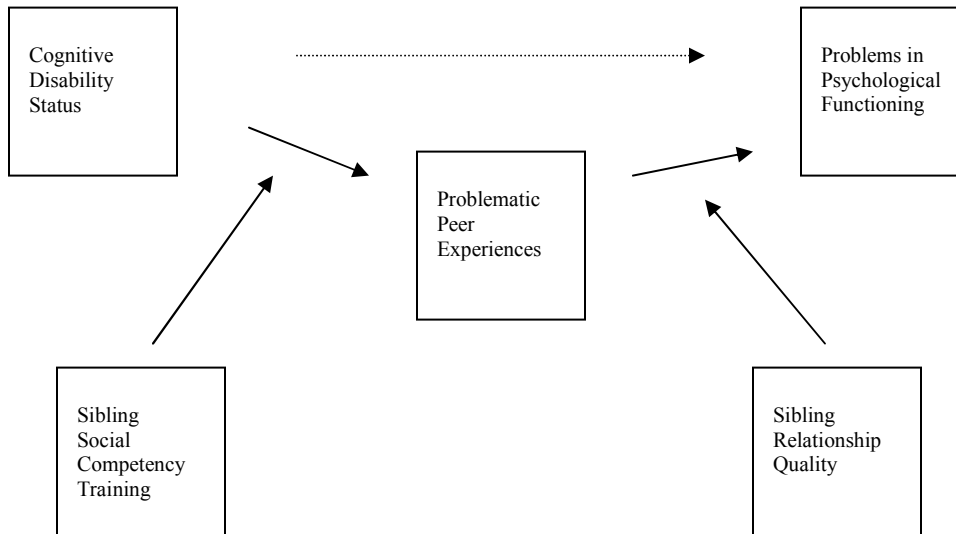 Cognitive
Disability
Status
Problems in
Psychological
Functioning
Problematic
Peer
Experiences
Sibling
Social
Competency
Training
Sibling
Relationship
Quality